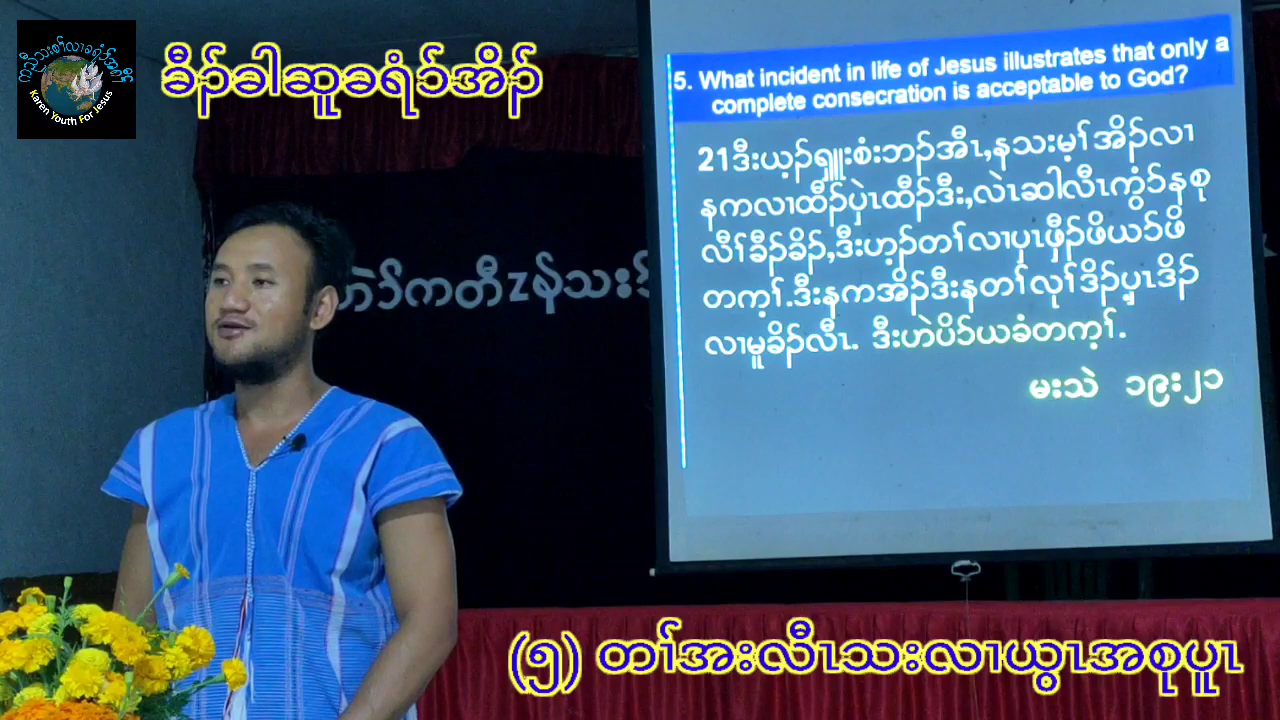 Karen Youth For Jesus
ခီၣ်ခါဆူခရံာ်အိၣ်
5. What incident in life of Jesus illustrates that only a
complete consecration is acceptable to God?
21ဒီးယ့ၣ်ၡူးစံးဘၣ်အီၤ,နသးမ့ၢ်အိၣ်လၢ
နကလၢထီၣ်ပှဲၤထီၣ်ဒီး,လဲၤဆါလီၤကွံာ်နစု
လီၢ်ခီၣ်ခိၣ်,ဒီးဟ့ၣ်တၢ်လၢပှၤဖှီၣ်ဖိယာ်ဖိ
တက့ၢ်.ဒီးနကအိၣ်ဒီးနတၢ်လုၢ်ဒိၣ်ပှ့ၤဒိၣ်
လၢမူခိၣ်လီၤ. ဒီးဟဲပိာ်ယခံတက့ၢ်.
မးသဲ ၁၉း၂၁
(၅) တၢ်အးလီၤသးလၢယွၤအစုပူၤ